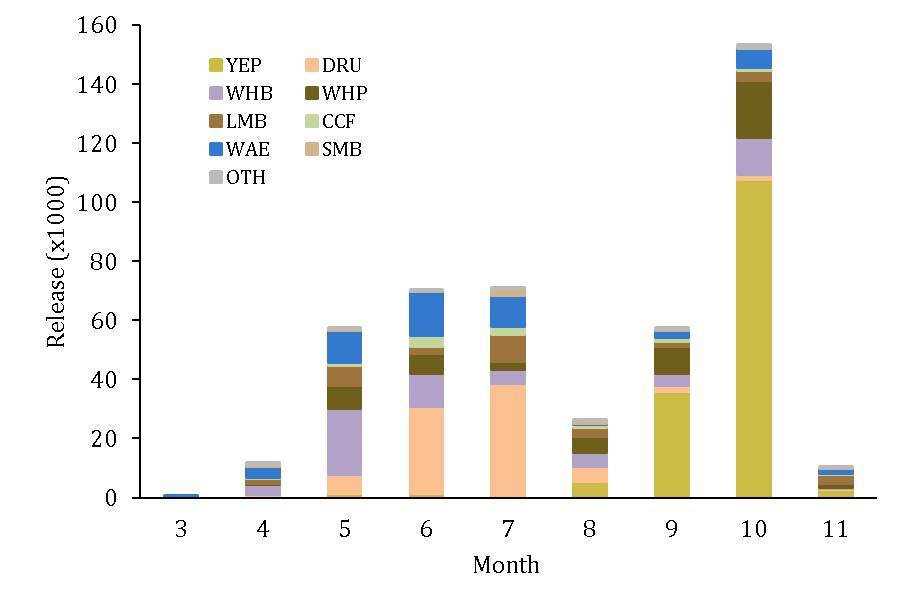 160
140
120
100
80
60
40
20
0
Release (x1000)
YEP DRU
WHB WHP
LMB CCF
WAE SMB
OTH
3 4 5 6 7 8 9 10 11
Month